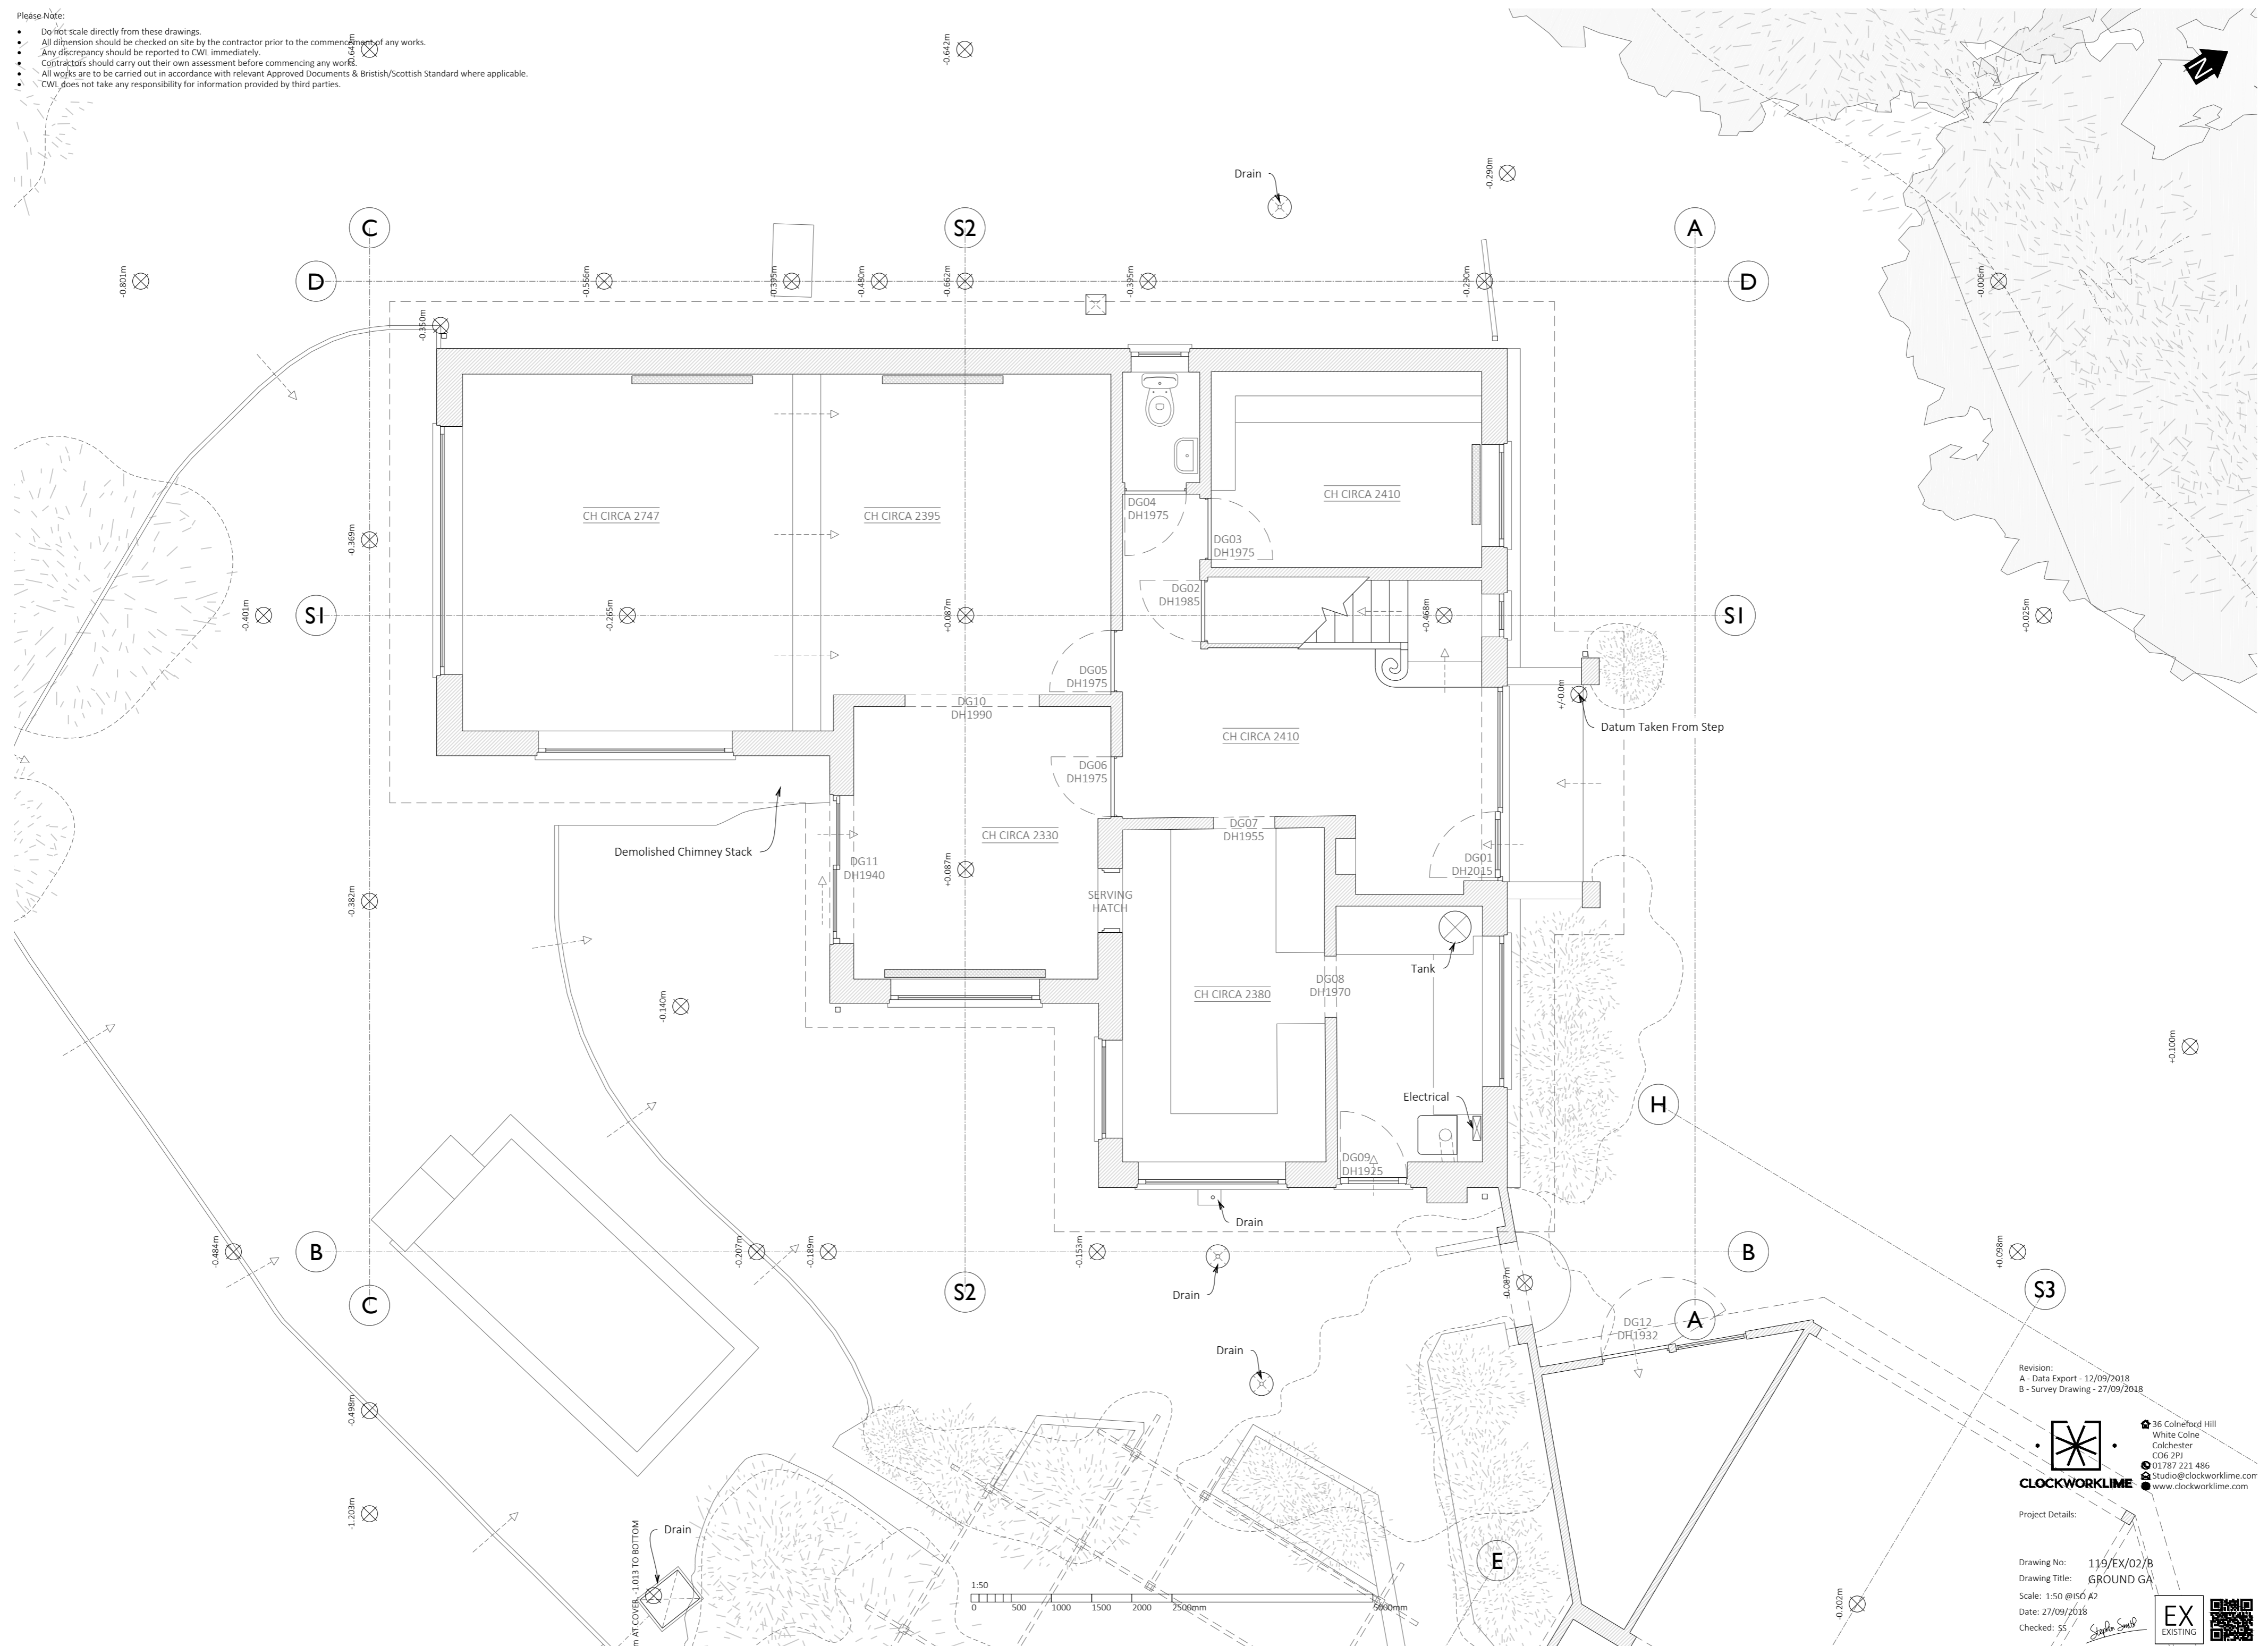 Please Note:
• Do not scale directly from these drawings.
• All dimension should be checked on site by the contractor prior to the commencement of any works.
• Any discrepancy should be reported to CWL immediately.
• Contractors should carry out their own assessment before commencing any works.
• All works are to be carried out in accordance with relevant Approved Documents & Bristish/Scottish Standard where applicable.
• CWL does not take any responsibility for information provided by third parties.
-0.642m
-0.642m
N
Drain
-0.290m
C
S2
A
D
-0.801m
-0.566m
-0.395m
-0.480m
-0.662m
-0.395m
-0.290m
D
-0.006m
-0.350m
CH CIRCA 2747
CH CIRCA 2395
DG04
DH1975
CH CIRCA 2410
DG03
DH1975
-0.369m
DG02
DH1985
-0.401m
S1
-0.265m
+0.087m
+0.468m
S1
+0.025m
DG05
DH1975
DG10
DH1990
+/-0.0m
Datum Taken From Step
CH CIRCA 2410
DG06
DH1975
DG07
DH1955
CH CIRCA 2330
Demolished Chimney Stack
DG11
DH1940
+0.087m
DG01
DH2015
SERVING
HATCH
-0.382m
Tank
DG08
DH1970
CH CIRCA 2380
-0.140m
+0.100m
Electrical
H
DG09
DH1925
Drain
-0.484m
B
-0.207m
-0.189m
-0.153m
B
+0.098m
Drain
-0.087m
C
S2
A
S3
DG12
DH1932
Drain
-0.498m
-1.203m
Drain
m AT COVER, -1.013 TO BOTTOM
E
-0.202m
1:50
0 500 1000 1500 2000 2500mm 5000mm
Revision:
A - Data Export - 12/09/2018
B - Survey Drawing - 27/09/2018
CLOCKWORKLIME
36 Colneford Hill
White Colne
Colchester
CO6 2PJ
01787 221 486
Studio@clockworklime.com
www.clockworklime.com
Project Details:
Drawing No: 119/EX/02/B
Drawing Title: GROUND GA
Scale: 1:50 @ISO A2
Date: 27/09/2018
Checked: SS
Stephen Smith
EX
EXISTING